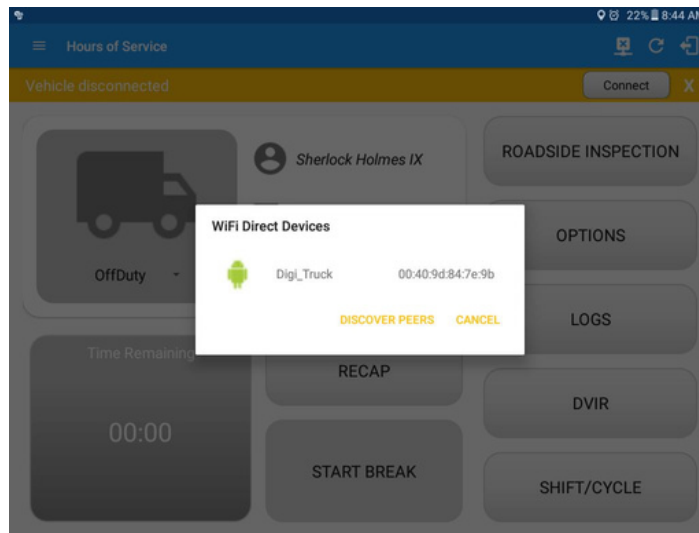 22% 8:44 AM
Hours of Service
Vehicle disconnected
Connect
X
Sherlock Holmes IX
ROADSIDE INSPECTION
WiFi Direct Devices
Digi_Truck 00:40:9d:84:7e:9b
DISCOVER PEERS CANCEL
OffDuty
OPTIONS
LOGS
Time Remaining
00:00
RECAP
START BREAK
DVIR
SHIFT/CYCLE